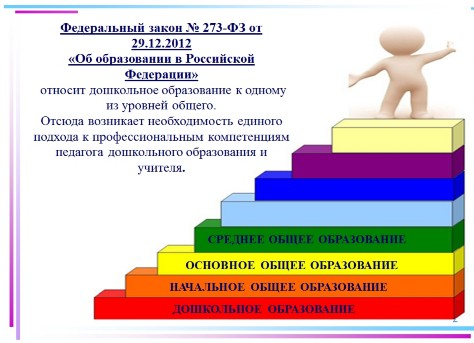 Федеральный закон № 273-ФЗ от
29.12.2012
«Об образовании в Российской
Федерации»
относит дошкольное образование к одному
из уровней общего.
Отсюда возникает необходимость единого
подхода к профессиональным компетенциям
педагога дошкольного образования и
учителя.
СРЕДНЕЕ ОБЩЕЕ ОБРАЗОВАНИЕ
ОСНОВНОЕ ОБЩЕЕ ОБРАЗОВАНИЕ
НАЧАЛЬНОЕ ОБЩЕЕ ОБРАЗОВАНИЕ
ДОШКОЛЬНОЕ ОБРАЗОВАНИЕ